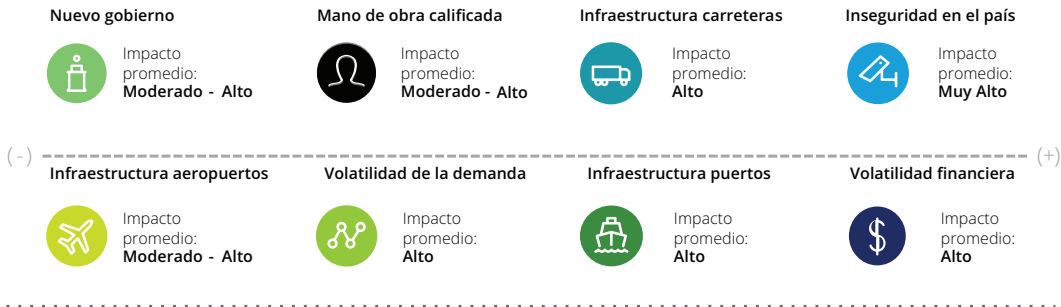 Nuevo gobierno
Impacto
promedio:
Moderado - Alto
Mano de obra calificada
Impacto
promedio:
Moderado - Alto
Infraestructura carreteras
Impacto
promedio:
Alto
Inseguridad en el país
Impacto
promedio:
Muy Alto
(-)
(+)
Infraestructura aeropuertos
Impacto
promedio:
Moderado - Alto
Volatilidad de la demanda
Impacto
promedio:
Alto
Infraestructura puertos
Impacto
promedio:
Alto
Volatilidad financiera
Impacto
promedio:
Alto